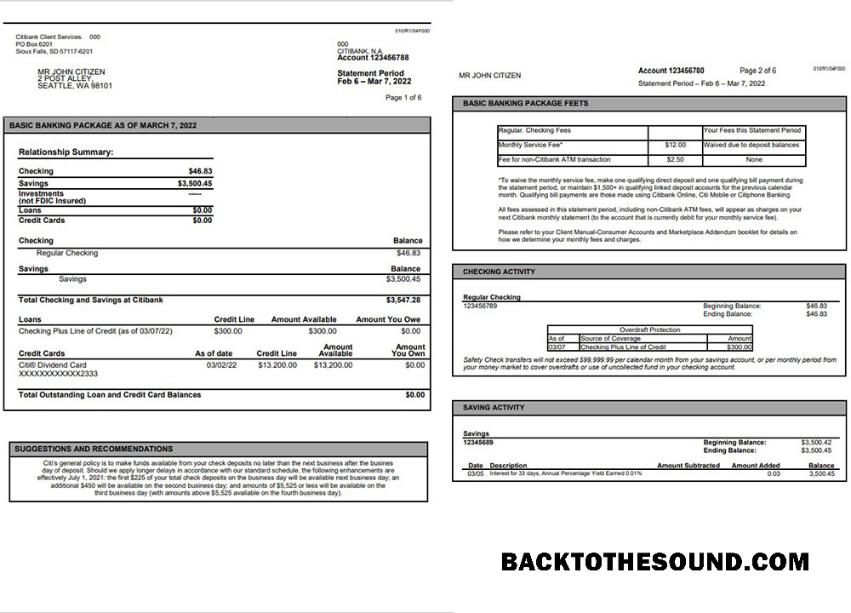 010/R1/04F000
Citibank Client Services. 000
PO Box 6201
Sioux Falls, SD 57117-6201
000
CITIBANK, N.A.
Account 123456788
MR JOHN CITIZEN
2 POST ALLEY,
SEATTLE, WA 98101
Statement Period
Feb 6 – Mar 7, 2022
Page 1 of 6
BASIC BANKING PACKAGE AS OF MARCH 7, 2022
Relationship Summary:
Checking $46.83
Savings $3,500.45
Investments -----
(not FDIC Insured)
Loans $0.00
Credit Cards $0.00
Checking Balance
Regular Checking $46.83
Savings Balance
Savings $3,500.45
Total Checking and Savings at Citibank $3,547.28
Loans Credit Line Amount Available Amount You Owe
Checking Plus Line of Credit (as of 03/07/22) $300.00 $300.00 $0.00
Credit Cards As of date Credit Line Amount Available Amount You Own
Citi® Dividend Card 03/02/22 $13.200.00 $13,200.00 $0.00
XXXXXXXXXXXX2333
Total Outstanding Loan and Credit Card Balances $0.00
SUGGESTIONS AND RECOMMENDATIONS
Citi's general policy is to make funds available from your check deposits no later than the next business after the busines
day of deposit. Should we apply longer delays in accordance with our standard schedule, the following enhancements are
effectively July 1, 2021: the first $225 of your total check deposits on the business day will be available next business day; an
additional $450 will be available on the second business day; and amounts of $5,525 or less will be available on the
third business day (with amounts above $5,525 available on the fourth business day).
MR JOHN CITIZEN
Account 123456780 Page 2 of 6
010/R1/04F000
Statement Period – Feb 6 – Mar 7, 2022
BASIC BANKING PACKAGE FEETS
Regular. Checking Fees Your Fees this Statement Period
Monthly Service Fee* $12.00 Waived due to deposit balances
Fee for non-Citibank ATM transaction $2.50 None
*To waive the monthly service fee, make one qualifying direct deposit and one qualifying bill payment during
the statement period, or maintain $1,500+ in qualifying linked deposit accounts for the previous calendar
month. Qualifying bill payments are those made using Citibank Online, Citi Mobile or Citiphone Banking
All fees assessed in this statement period, including non-Citibank ATM fees, will appear as charges on your
next Citibank monthly statement (to the account that is currently debit for your monthly service fee).
Please refer to your Client Manual-Consumer Accounts and Marketplace Addendum booklet for details on
how we determine your monthly fees and charges.
CHECKING ACTIVITY
Regular Checking
123456789 Beginning Balance: $46.83
Ending Balance: $46.83
Overdraft Protection
As of Source of Coverage Amount
03/07 Checking Plus Line of Credit $300.00
Safety Check transfers will not exceed $99,999.99 per calendar month from your savings account, or per monthly period from
your money market to cover overdrafts or use of uncollected fund in your checking account.
SAVING ACTIVITY
Savings
12345689 Beginning Balance: $3,500.42
Ending Balance: $3,500.45
Date Description Amount Subtracted Amount Added Balance
03/05 Interest for 33 days, Annual Percentage Yield Earned 0.01% 0.03 3,500.45
BACKTOTHESOUND.COM